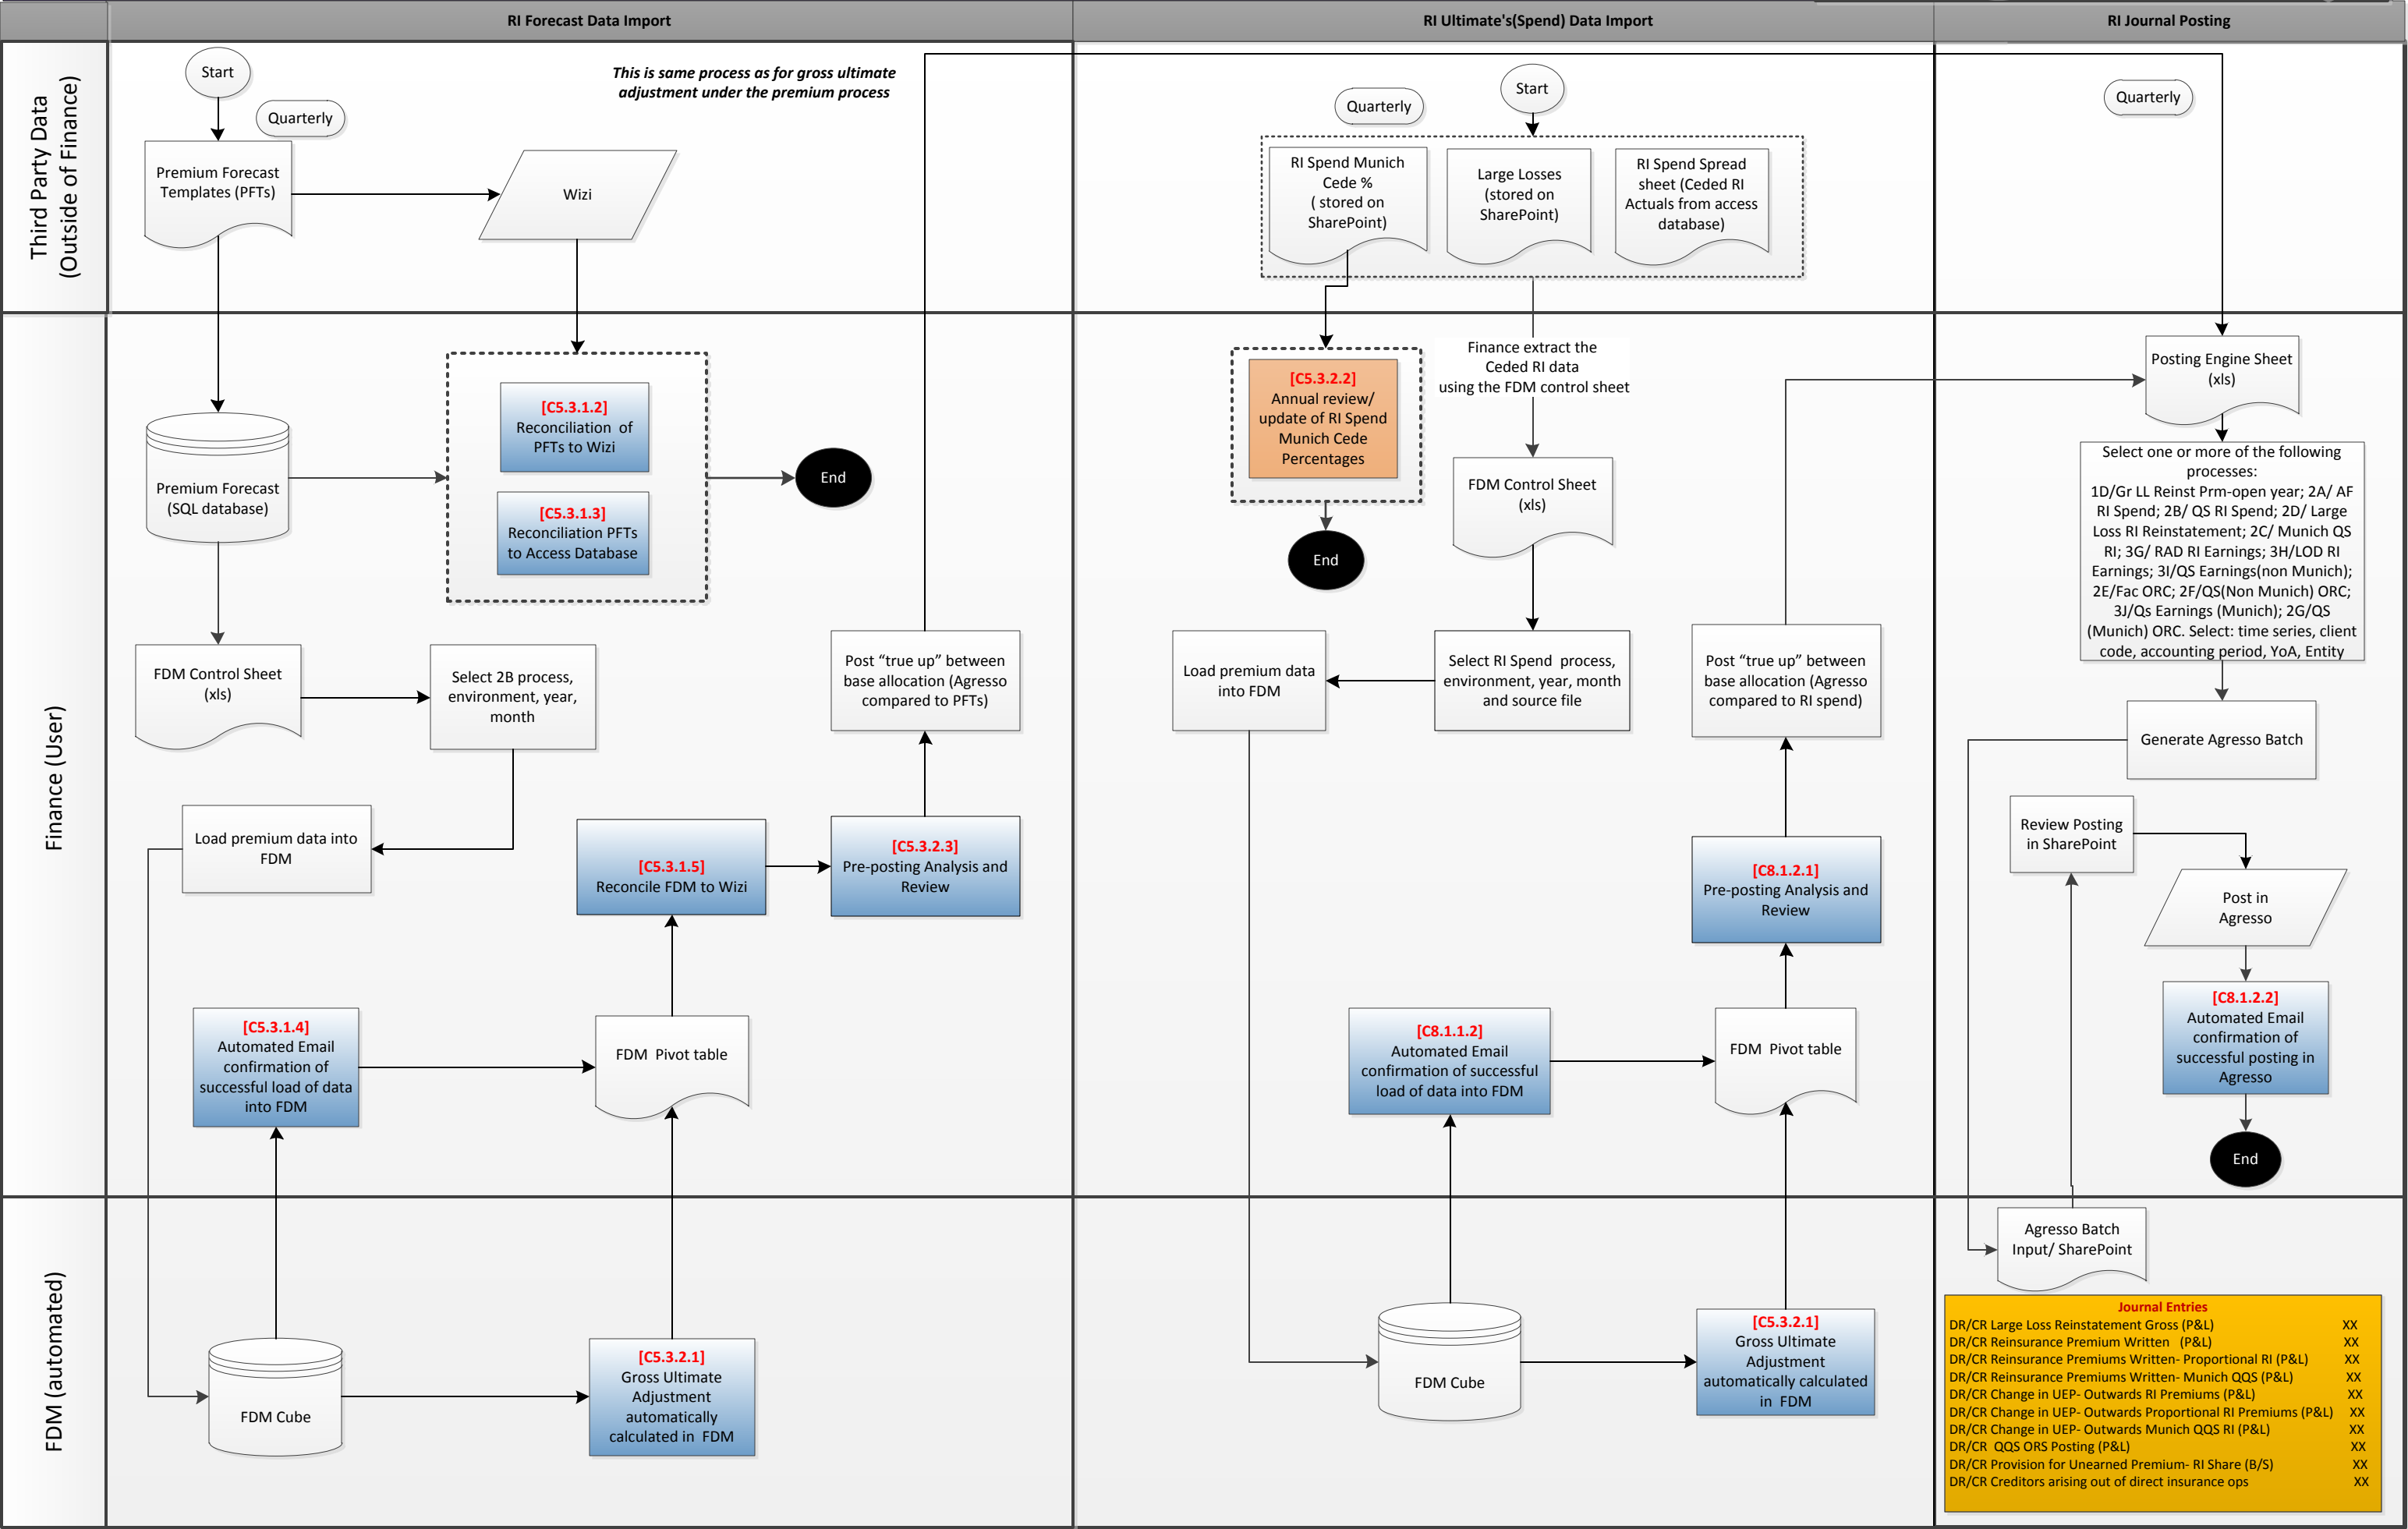 RI Forecast Data Import
RI Ultimate's(Spend) Data Import
RI Journal Posting
Third Party Data
(Outside of Finance)
Start
Quarterly
This is same process as for gross ultimate
adjustment under the premium process
Premium Forecast
Templates (PFTs)
Wizi
Start
Quarterly
RI Spend Munich
Cede %
( stored on
SharePoint)
Large Losses
(stored on
SharePoint)
RI Spend Spread
sheet (Ceded RI
Actuals from access
database)
Quarterly
Finance (User)
Premium Forecast
(SQL database)
[C5.3.1.2]
Reconciliation  of
PFTs to Wizi
[C5.3.1.3]
Reconciliation PFTs
to Access Database
End
FDM Control Sheet
(xls)
Select 2B process,
environment, year,
month
Load premium data into
FDM
[C5.3.1.5]
Reconcile FDM to Wizi
[C5.3.2.3]
Pre-posting Analysis and
Review
Post “true up” between
base allocation (Agresso
compared to PFTs)
[C5.3.1.4]
Automated Email
confirmation of
successful load of data
into FDM
FDM  Pivot table
[C5.3.2.2]
Annual review/
update of RI Spend
Munich Cede
Percentages
End
Finance extract the
Ceded RI data
using the FDM control sheet
FDM Control Sheet
(xls)
Load premium data
into FDM
Select RI Spend  process,
environment, year, month
and source file
Post “true up” between
base allocation (Agresso
compared to RI spend)
[C8.1.2.1]
Pre-posting Analysis and
Review
[C8.1.1.2]
Automated Email
confirmation of successful
load of data into FDM
FDM  Pivot table
Posting Engine Sheet
(xls)
Select one or more of the following
processes:
1D/Gr LL Reinst Prm-open year; 2A/ AF
RI Spend; 2B/ QS RI Spend; 2D/ Large
Loss RI Reinstatement; 2C/ Munich QS
RI; 3G/ RAD RI Earnings; 3H/LOD RI
Earnings; 3I/QS Earnings(non Munich);
2E/Fac ORC; 2F/QS(Non Munich) ORC;
3J/Qs Earnings (Munich); 2G/QS
(Munich) ORC. Select: time series, client
code, accounting period, YoA, Entity
Generate Agresso Batch
Review Posting
in SharePoint
Post in
Agresso
[C8.1.2.2]
Automated Email
confirmation of
successful posting in
Agresso
End
FDM (automated)
FDM Cube
[C5.3.2.1]
Gross Ultimate
Adjustment
automatically
calculated in  FDM
FDM Cube
[C5.3.2.1]
Gross Ultimate
Adjustment
automatically calculated
in  FDM
Agresso Batch
Input/ SharePoint
Journal Entries
DR/CR Large Loss Reinstatement Gross (P&L) XX
DR/CR Reinsurance Premium Written  (P&L) XX
DR/CR Reinsurance Premiums Written- Proportional RI (P&L) XX
DR/CR Reinsurance Premiums Written- Munich QQS (P&L) XX
DR/CR Change in UEP- Outwards RI Premiums (P&L) XX
DR/CR Change in UEP- Outwards Proportional RI Premiums (P&L) XX
DR/CR Change in UEP- Outwards Munich QQS RI (P&L) XX
DR/CR  QQS ORS Posting (P&L) XX
DR/CR Provision for Unearned Premium- RI Share (B/S) XX
DR/CR Creditors arising out of direct insurance ops XX